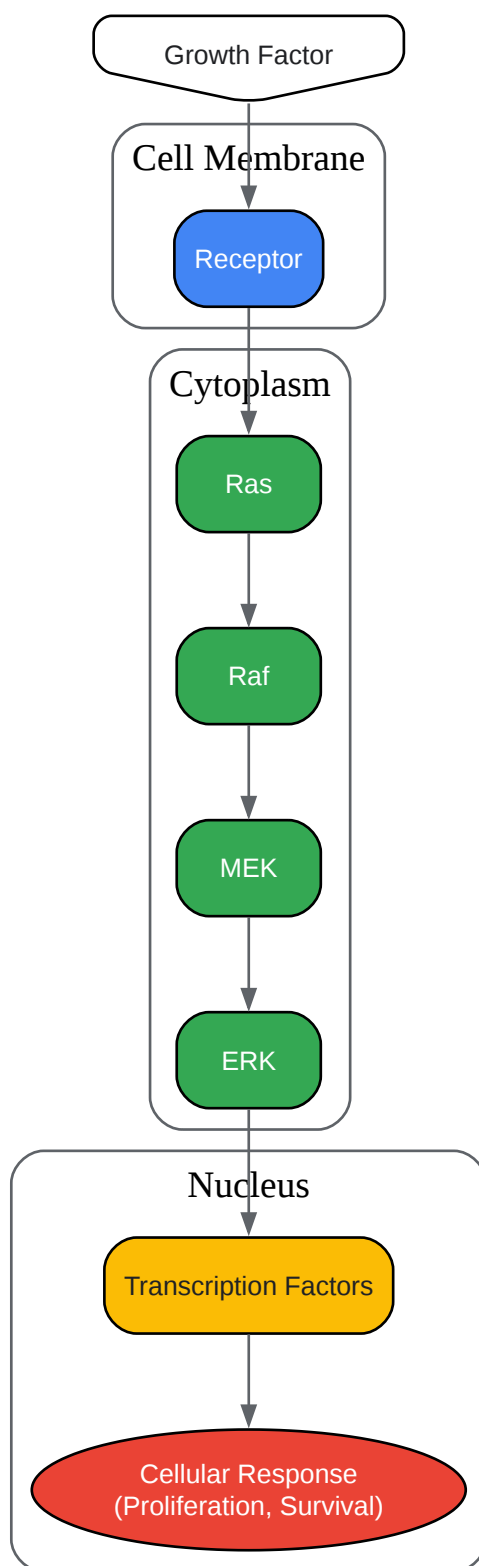 Growth Factor
Cell Membrane
Receptor
Cytoplasm
Ras
Raf
MEK
ERK
Nucleus
Transcription Factors
Cellular Response
(Proliferation, Survival)